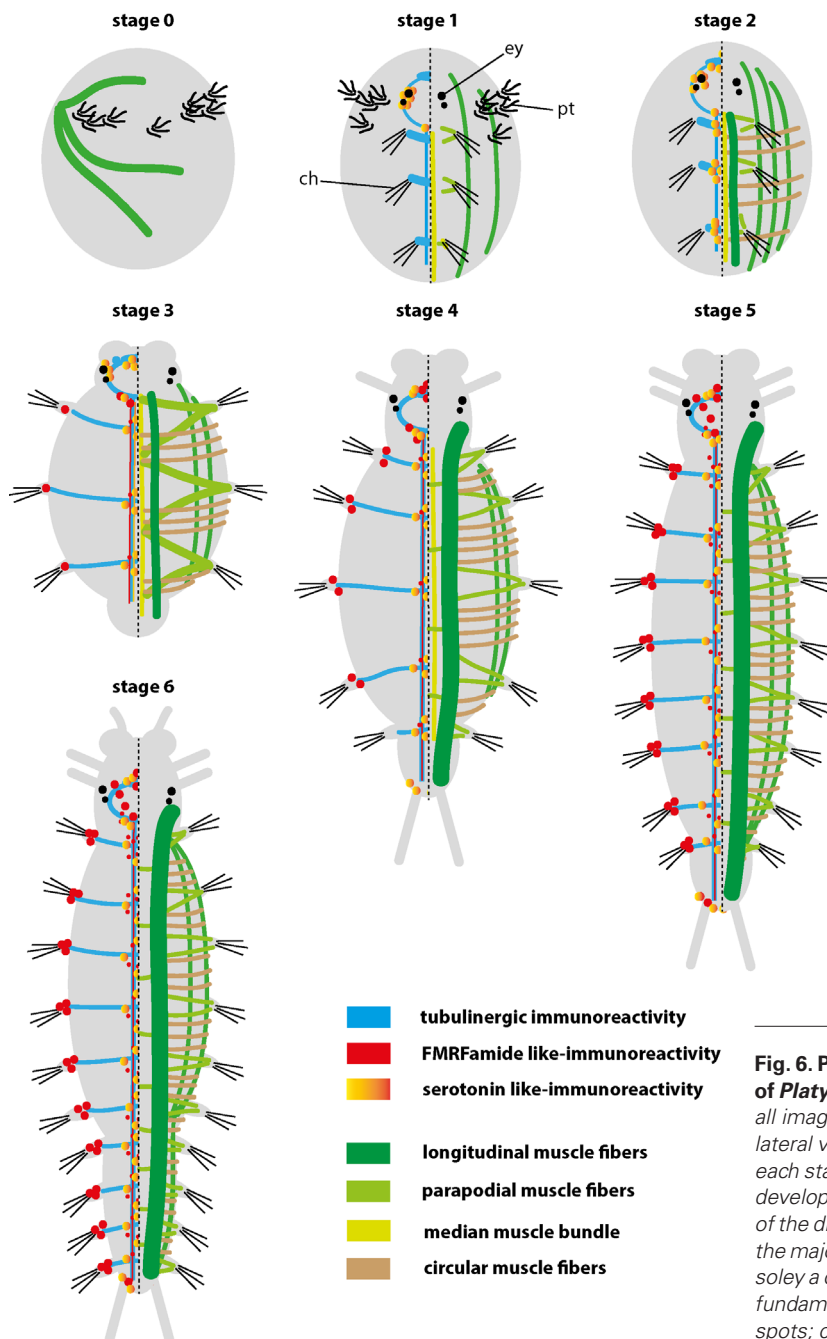 stage 0
stage 1
stage 2
ey
pt
ch
stage 3
stage 4
stage 5
stage 6
tubulinergic immunoreactivity
FMRFamide like-immunoreactivity
serotonin like-immunoreactivity
longitudinal muscle fibers
parapodial muscle fibers
median muscle bundle
circular muscle fibers
Fig. 6. P
of Platy
all imag
lateral v
each sta
develop
of the d
the majo
soley a c
fundam
spots; c